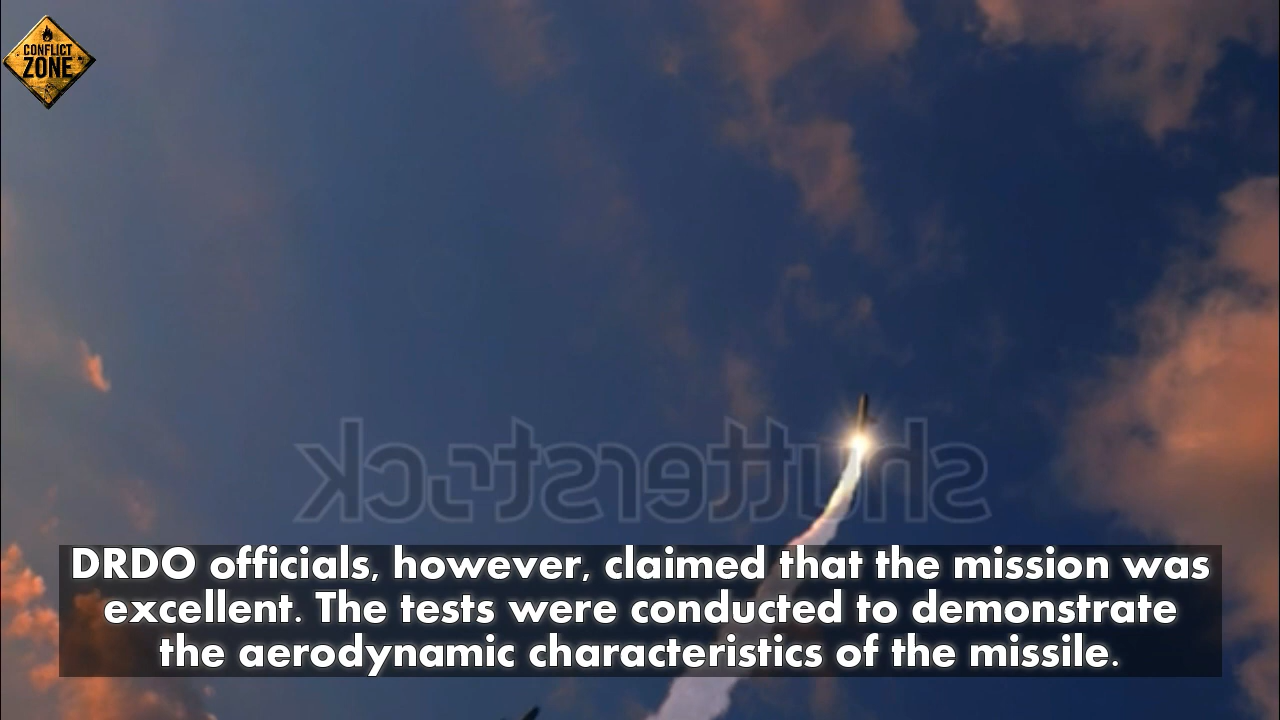 CONFLICT
ZONE
shutterstock
DRDO officials, however, claimed that the mission was
excellent. The tests were conducted to demonstrate
the aerodynamic characteristics of the missile.